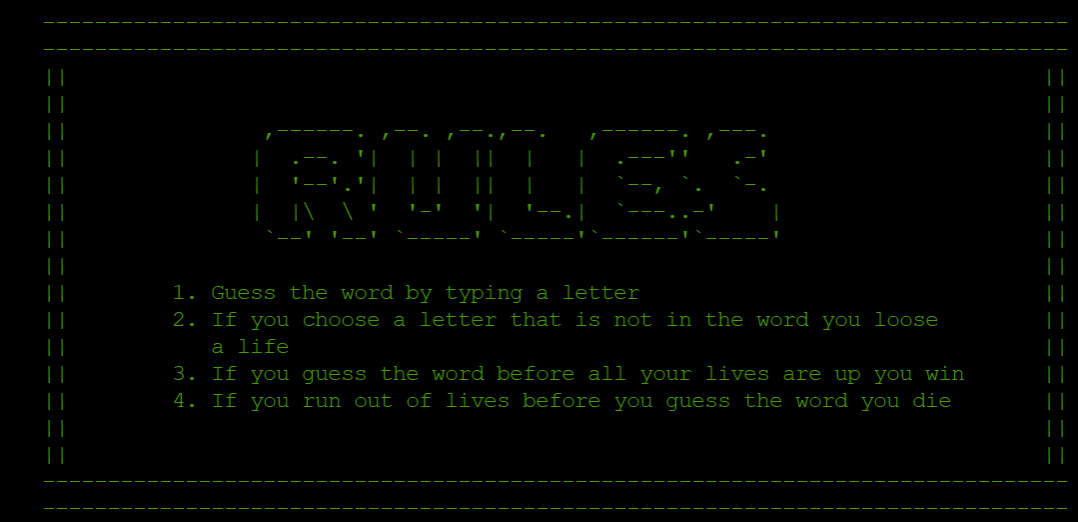 RULES
1. Guess the word by typing a letter
2. If you choose a letter that is not in the word you loose
a life
3. If you guess the word before all your lives are up you win
4. If you run out of lives before you guess the word you die